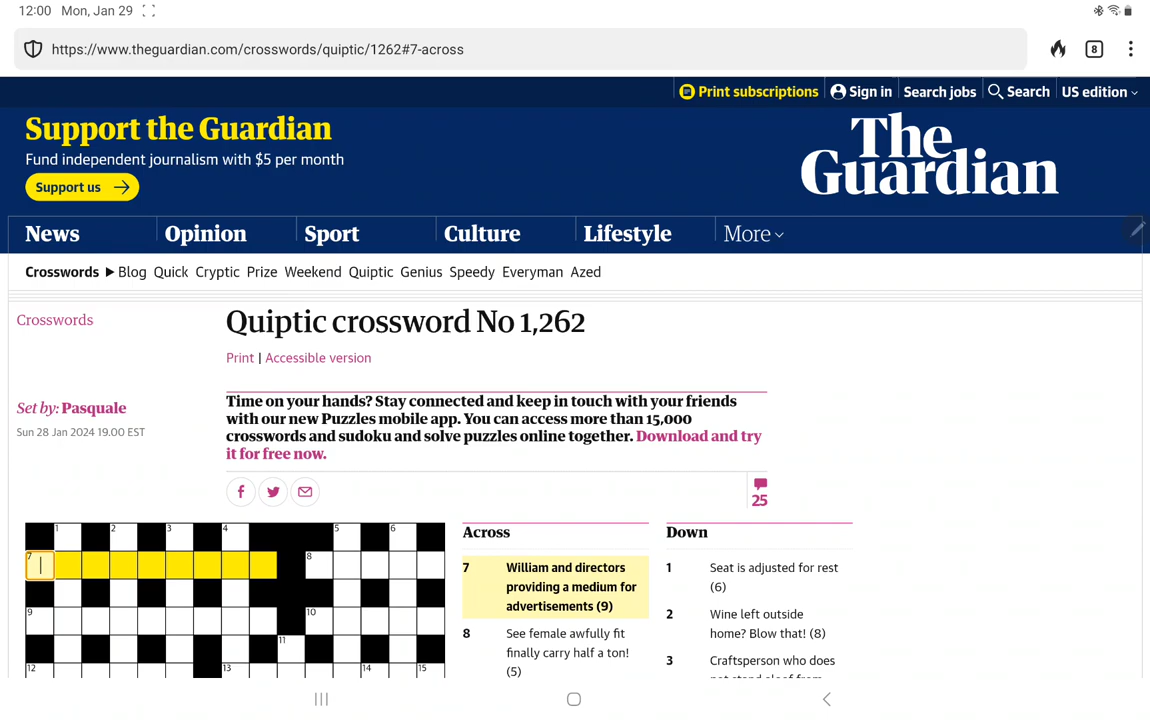 12:00 Mon, Jan 29
https://www.theguardian.com/crosswords/quiptic/1262#7-across
8
Print subscriptions Sign in Search jobs Search US edition
Support the Guardian
Fund independent journalism with $5 per month
Support us
The
Guardian
News Opinion Sport Culture Lifestyle More
Crosswords Blog Quick Cryptic Prize Weekend Quiptic Genius Speedy Everyman Azed
Crosswords
Quiptic crossword No 1,262
Print | Accessible version
Set by: Pasquale
Sun 28 Jan 2024 19.00 EST
Time on your hands? Stay connected and keep in touch with your friends
with our new Puzzles mobile app. You can access more than 15,000
crosswords and sudoku and solve puzzles online together. Download and try
it for free now.
25
1 2 3 4 5 6
7 8
9 10
11
12 13 14 15
Across
7 William and directors
providing a medium for
advertisements (9)
8 See female awfully fit
finally carry half a ton!
(5)
Down
1 Seat is adjusted for rest
(6)
2 Wine left outside
home? Blow that! (8)
3 Craftsperson who does
not stand aloof from